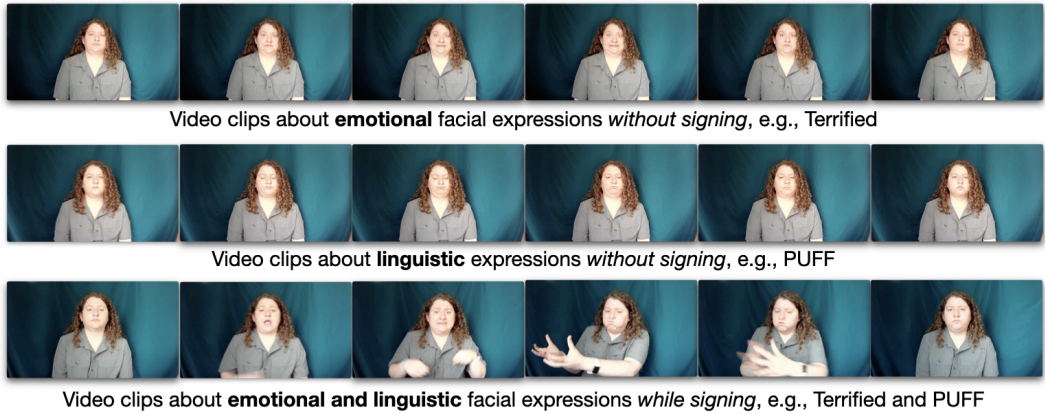 Video clips about emotional facial expressions without signing, e.g., Terrified
Video clips about linguistic expressions without signing, e.g., PUFF
Video clips about emotional and linguistic facial expressions while signing, e.g., Terrified and PUFF